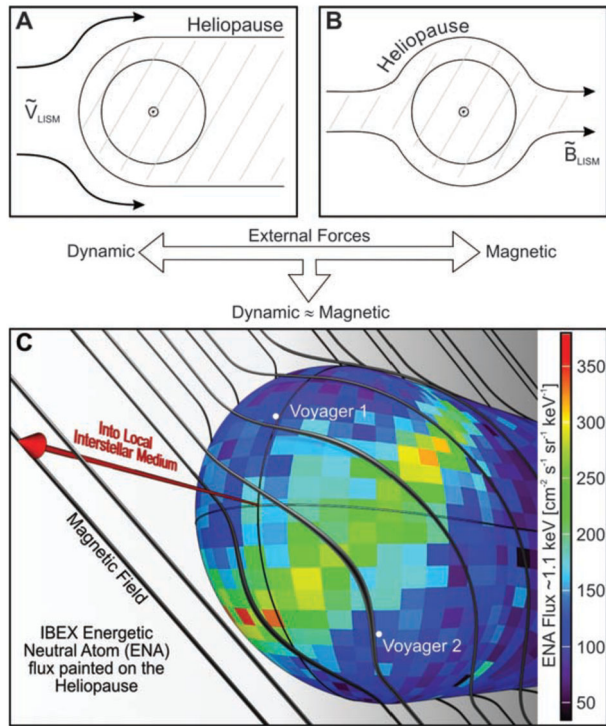 A
Heliopause
ṼLISM
B
Heliopause
B̃LISM
External Forces
Dynamic
Magnetic
Dynamic ≈ Magnetic
C
Voyager 1
Into Local
Interstellar Medium
Magnetic Field
Voyager 2
IBEX Energetic
Neutral Atom (ENA)
flux painted on the
Heliopause
ENA Flux ~1.1 keV [cm⁻² s⁻¹ sr⁻¹ keV⁻¹]
350
300
250
200
150
100
50